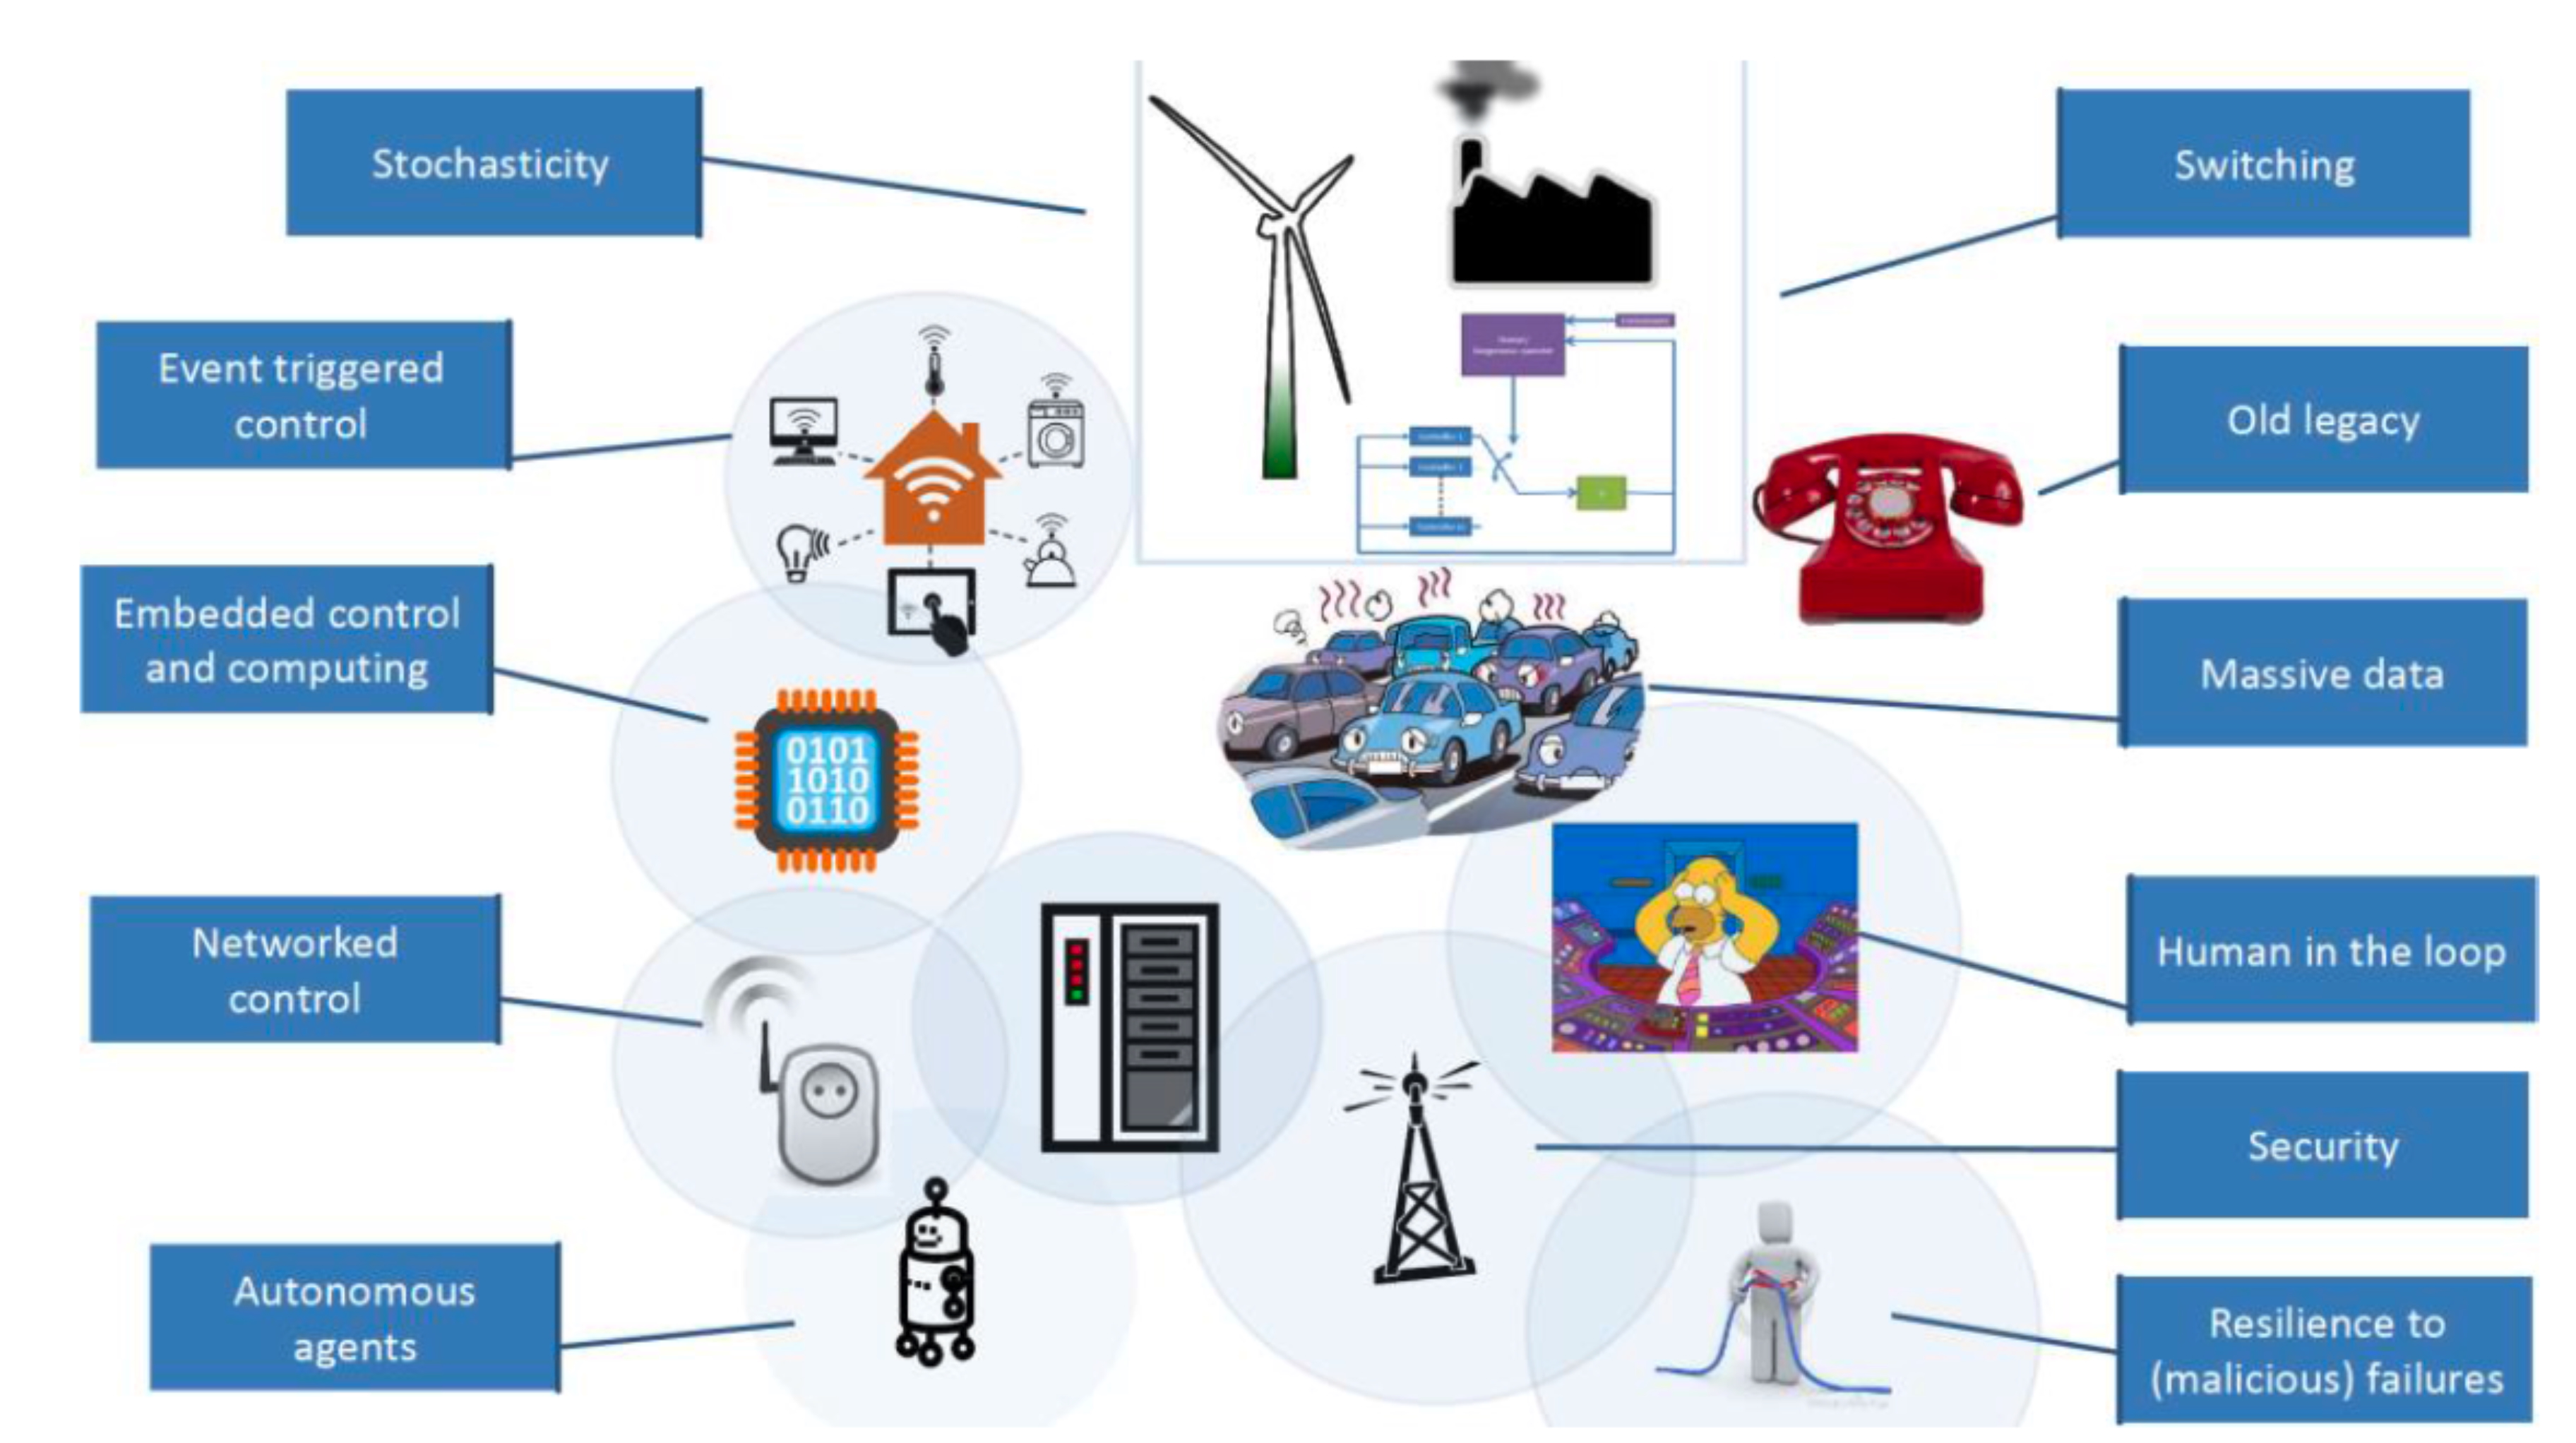 Stochasticity
Switching
Event triggered
control
Old legacy
Embedded control
and computing
0101
1010
0110
Massive data
Networked
control
Human in the loop
Security
Autonomous
agents
Resilience to
(malicious) failures